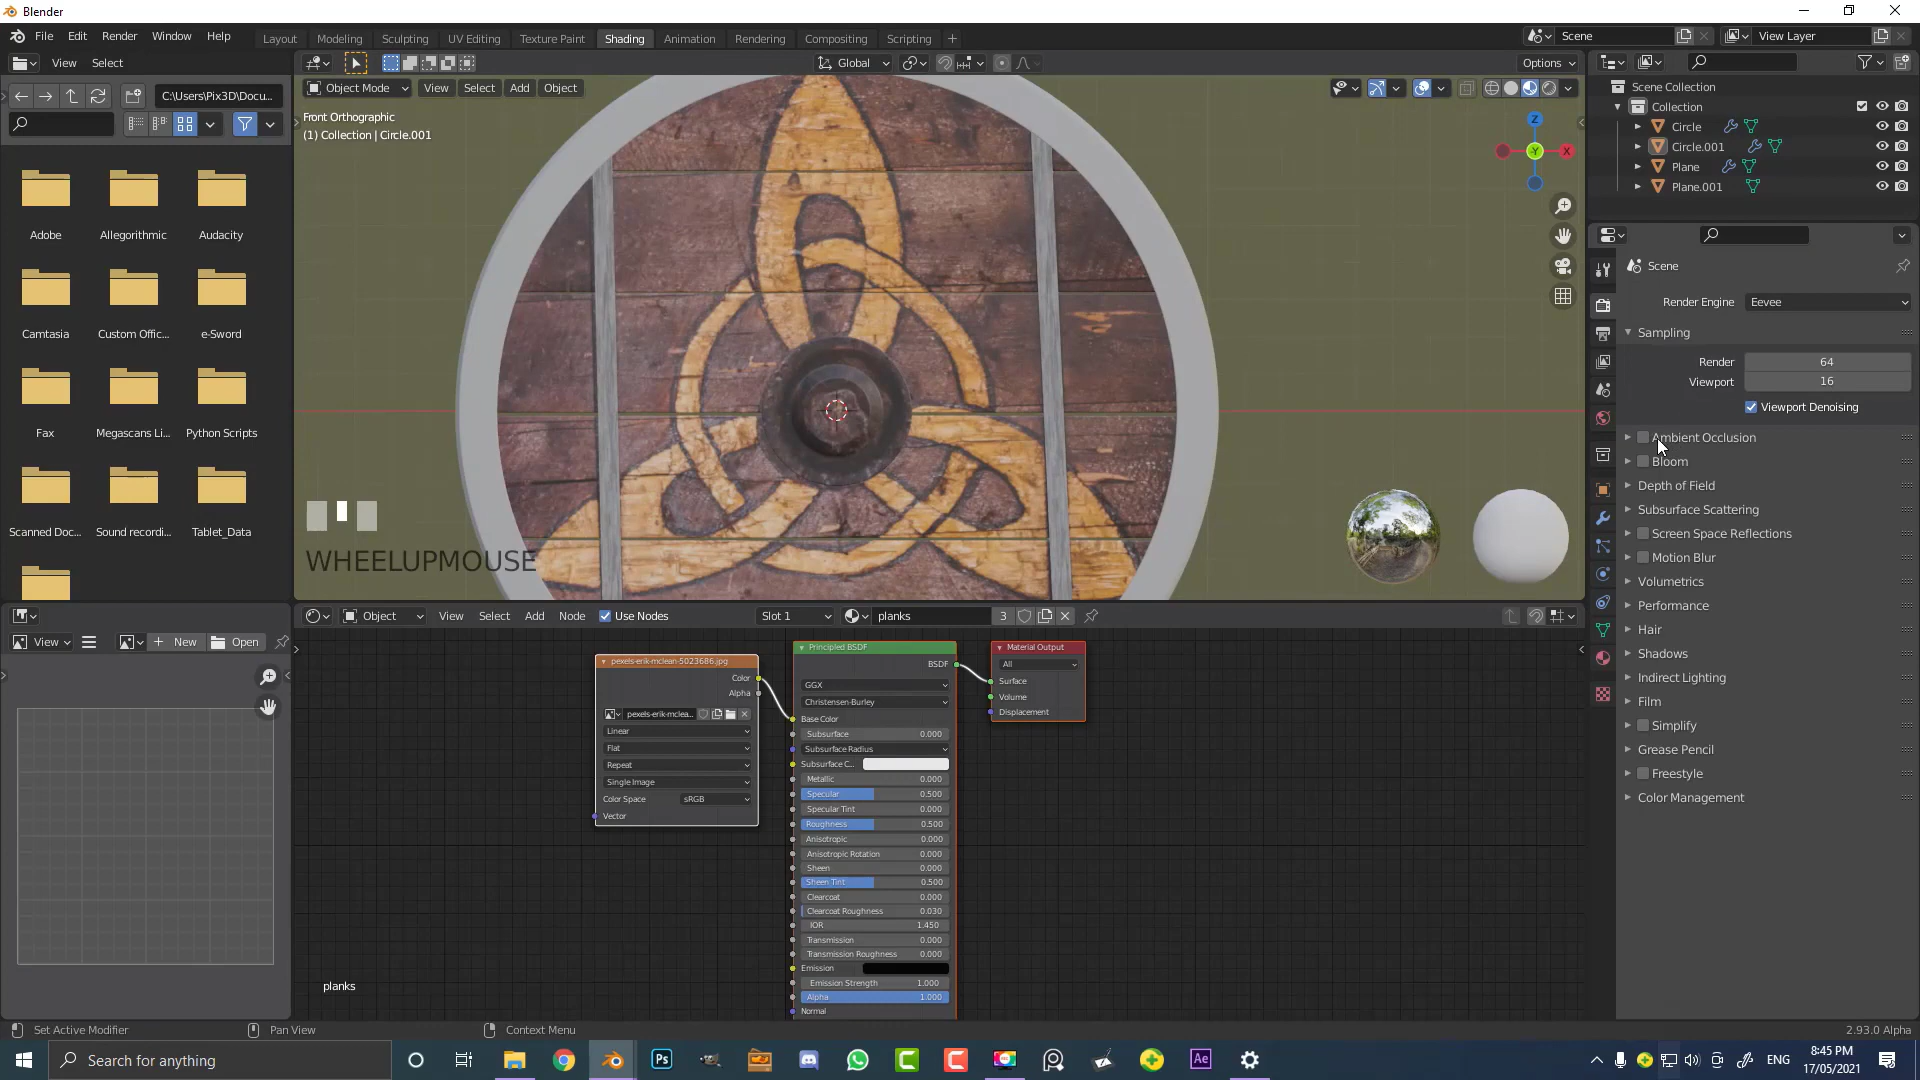 Blender
File Edit Render Window Help
Layout Modeling Sculpting UV Editing Texture Paint Shading Animation Rendering Compositing Scripting
Scene
View Layer
View Select
Global
Options
C:\Users\Pix3D\Docu...
Object Mode View Select Add Object
Front Orthographic
(1) Collection | Circle.001
Z
Y
X
Scene Collection
Collection
Circle
Circle.001
Plane
Plane.001
Adobe
Allegorithmic
Audacity
Camtasia
Custom Offic...
e-Sword
Fax
Megascans Li...
Python Scripts
Scanned Doc...
Sound recordi...
Tablet_Data
WHEELUPMOUSE
Scene
Render Engine Eevee
Sampling
Render 64
Viewport 16
Viewport Denoising
Ambient Occlusion
Bloom
Depth of Field
Subsurface Scattering
Screen Space Reflections
Motion Blur
Volumetrics
Performance
Hair
Shadows
Indirect Lighting
Film
Simplify
Grease Pencil
Freestyle
Color Management
View New Open
Object View Select Add Node Use Nodes Slot 1 planks 3
pexels-erik-mclean-5023686.jpg
Color
Alpha
pexels-erik-mclea...
Linear
Flat
Repeat
Single Image
Color Space sRGB
Vector
Principled BSDF
BSDF
GGX
Christensen-Burley
Base Color
Subsurface 0.000
Subsurface Radius
Subsurface C...
Metallic 0.000
Specular 0.500
Specular Tint 0.000
Roughness 0.500
Anisotropic 0.000
Anisotropic Rotation 0.000
Sheen 0.000
Sheen Tint 0.500
Clearcoat 0.000
Clearcoat Roughness 0.030
IOR 1.450
Transmission 0.000
Transmission Roughness 0.000
Emission
Emission Strength 1.000
Alpha 1.000
Normal
Material Output
All
Surface
Volume
Displacement
planks
Set Active Modifier
Pan View
Context Menu
2.93.0 Alpha
Search for anything
Ps
Ae
ENG
8:45 PM
17/05/2021